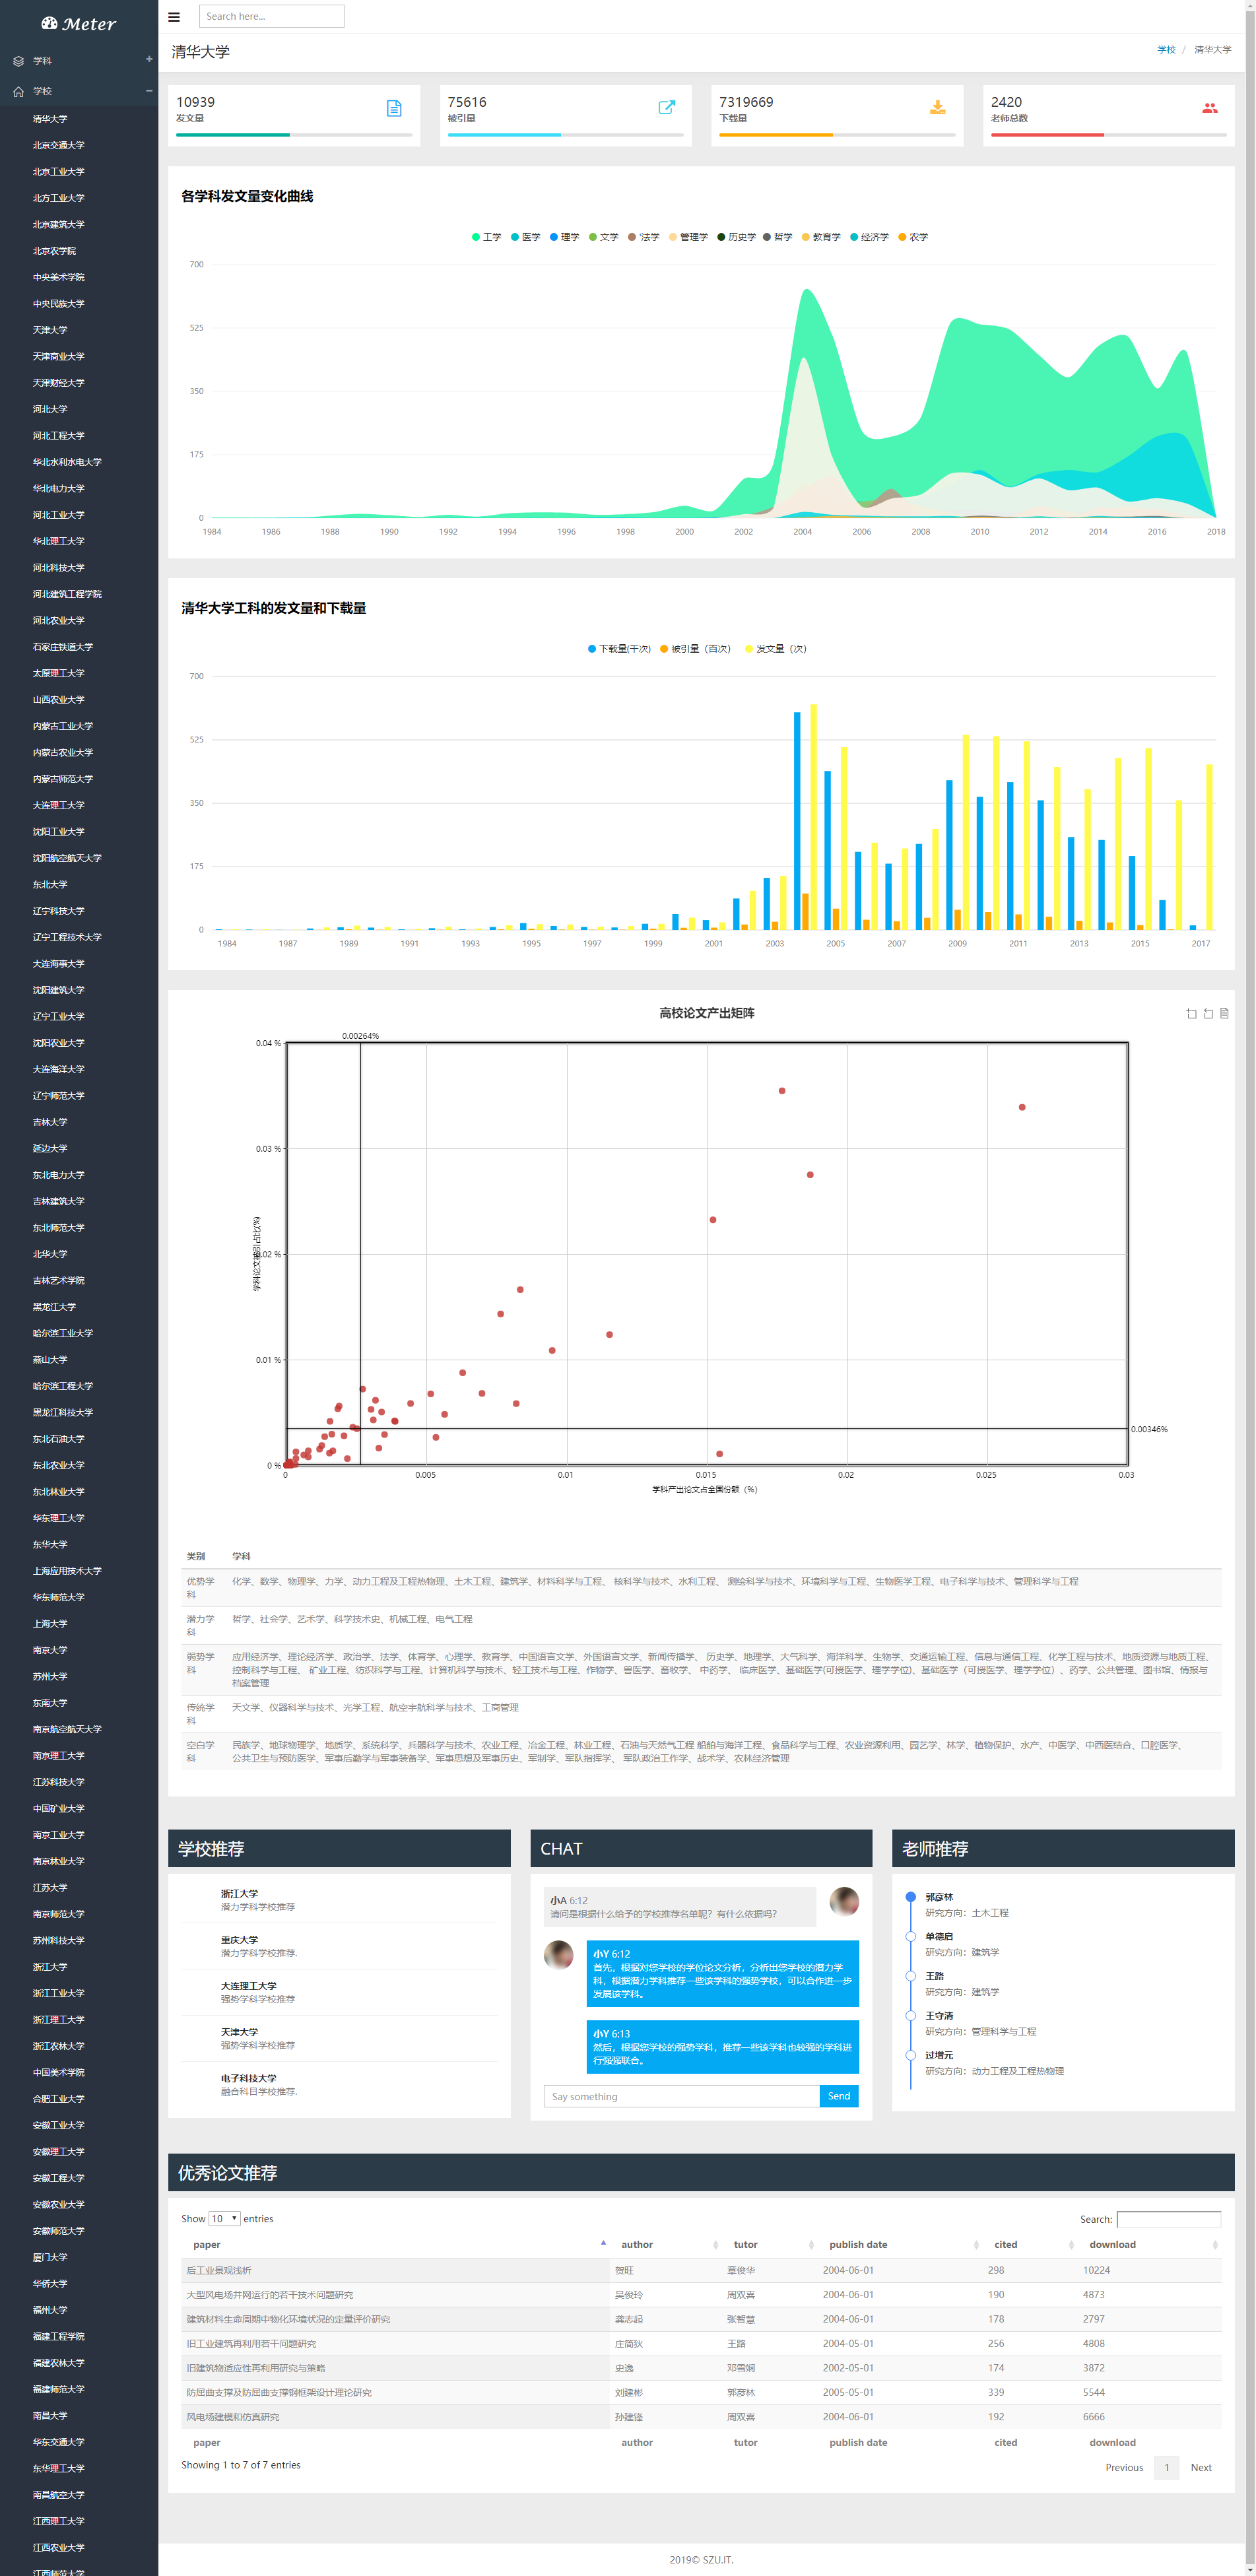 Meter
学科
学校
清华大学
北京交通大学
北京工业大学
北方工业大学
北京建筑大学
北京农学院
中央美术学院
中央民族大学
天津大学
天津商业大学
天津财经大学
河北大学
河北工程大学
华北水利水电大学
华北电力大学
河北工业大学
华北理工大学
河北科技大学
河北建筑工程学院
河北农业大学
石家庄铁道大学
太原理工大学
山西农业大学
内蒙古工业大学
内蒙古农业大学
内蒙古师范大学
大连理工大学
沈阳工业大学
沈阳航空航天大学
东北大学
辽宁科技大学
辽宁工程技术大学
大连海事大学
沈阳建筑大学
辽宁工业大学
沈阳农业大学
大连海洋大学
辽宁师范大学
吉林大学
延边大学
东北电力大学
吉林建筑大学
东北师范大学
北华大学
吉林艺术学院
黑龙江大学
哈尔滨工业大学
燕山大学
哈尔滨工程大学
黑龙江科技大学
东北石油大学
东北农业大学
东北林业大学
华东理工大学
东华大学
上海应用技术大学
华东师范大学
上海大学
南京大学
苏州大学
东南大学
南京航空航天大学
南京理工大学
江苏科技大学
中国矿业大学
南京工业大学
南京林业大学
江苏大学
南京师范大学
苏州科技大学
浙江大学
浙江工业大学
浙江理工大学
浙江农林大学
中国美术学院
合肥工业大学
安徽工业大学
安徽理工大学
安徽工程大学
安徽农业大学
安徽师范大学
厦门大学
华侨大学
福州大学
福建工程学院
福建农林大学
福建师范大学
南昌大学
华东交通大学
东华理工大学
南昌航空大学
江西理工大学
江西农业大学
江西师范大学
Search here...
清华大学
学校 / 清华大学
10939
发文量
75616
被引量
7319669
下载量
2420
老师总数
各学科发文量变化曲线
工学 医学 理学 文学 法学 管理学 历史学 哲学 教育学 经济学 农学
700
525
350
175
0
1984 1986 1988 1990 1992 1994 1996 1998 2000 2002 2004 2006 2008 2010 2012 2014 2016 2018
清华大学工科的发文量和下载量
下载量(千次) 被引量（百次） 发文量（次）
700
525
350
175
0
1984 1987 1989 1991 1993 1995 1997 1999 2001 2003 2005 2007 2009 2011 2013 2015 2017
高校论文产出矩阵
0.00264%
0.04 %
0.03 %
0.02 %
0.01 %
0 %
学科论文被引占比(%)
0.00346%
0 0.005 0.01 0.015 0.02 0.025 0.03
学科产出论文占全国份额（%）
类别 学科
优势学科 化学、数学、物理学、力学、动力工程及工程热物理、土木工程、建筑学、材料科学与工程、 核科学与技术、水利工程、 测绘科学与技术、环境科学与工程、生物医学工程、电子科学与技术、管理科学与工程
潜力学科 哲学、社会学、艺术学、科学技术史、机械工程、电气工程
弱势学科 应用经济学、理论经济学、政治学、法学、体育学、心理学、教育学、中国语言文学、外国语言文学、新闻传播学、 历史学、地理学、大气科学、海洋科学、生物学、交通运输工程、信息与通信工程、化学工程与技术、地质资源与地质工程、
控制科学与工程、 矿业工程、纺织科学与工程、计算机科学与技术、轻工技术与工程、作物学、兽医学、畜牧学、 中药学、 临床医学、基础医学(可授医学、理学学位)、基础医学（可授医学、理学学位）、药学、公共管理、图书馆、情报与
档案管理
传统学科 天文学、仪器科学与技术、光学工程、航空宇航科学与技术、工商管理
空白学科 民族学、地球物理学、地质学、系统科学、兵器科学与技术、农业工程、冶金工程、林业工程、石油与天然气工程 船舶与海洋工程、食品科学与工程、农业资源利用、园艺学、林学、植物保护、水产、中医学、中西医结合、口腔医学、
公共卫生与预防医学、军事后勤学与军事装备学、军事思想及军事历史、军制学、军队指挥学、 军队政治工作学、战术学、农林经济管理
学校推荐
浙江大学
潜力学科学校推荐
重庆大学
潜力学科学校推荐.
大连理工大学
强势学科学校推荐
天津大学
强势学科学校推荐
电子科技大学
融合科目学校推荐.
CHAT
小A 6:12
请问是根据什么给予的学校推荐名单呢？有什么依据吗？
小Y 6:12
首先，根据对您学校的学位论文分析，分析出您学校的潜力学
科，根据潜力学科推荐一些该学科的强势学校，可以合作进一步
发展该学科。
小Y 6:13
然后，根据您学校的强势学科，推荐一些该学科也较强的学科进
行强强联合。
Say something
Send
老师推荐
郭彦林
研究方向：土木工程
单德启
研究方向：建筑学
王路
研究方向：建筑学
王守清
研究方向：管理科学与工程
过增元
研究方向：动力工程及工程热物理
优秀论文推荐
Show 10 entries
Search:
paper author tutor publish date cited download
后工业景观浅析 贺旺 章俊华 2004-06-01 298 10224
大型风电场并网运行的若干技术问题研究 吴俊玲 周双喜 2004-06-01 190 4873
建筑材料生命周期中物化环境状况的定量评价研究 龚志起 张智慧 2004-06-01 178 2797
旧工业建筑再利用若干问题研究 庄简狄 王路 2004-05-01 256 4808
旧建筑物适应性再利用研究与策略 史逸 邓雪娴 2002-05-01 174 3872
防屈曲支撑及防屈曲支撑钢框架设计理论研究 刘建彬 郭彦林 2005-05-01 339 5544
风电场建模和仿真研究 孙建锋 周双喜 2004-06-01 192 6666
paper author tutor publish date cited download
Showing 1 to 7 of 7 entries
Previous 1 Next
2019© SZU.IT.